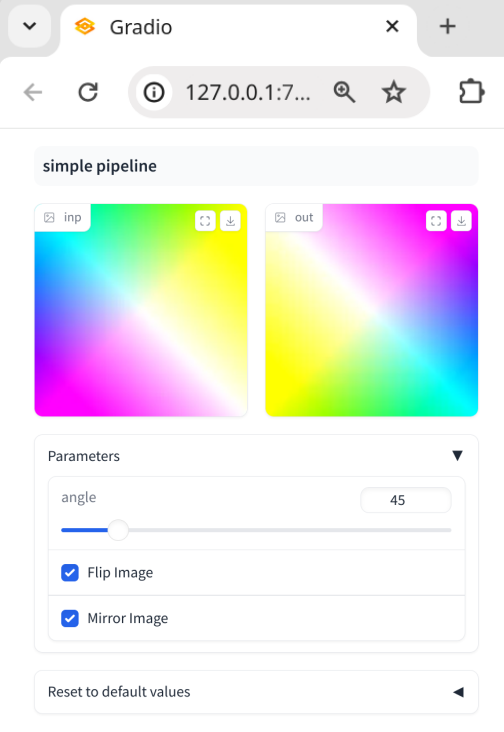 Gradio
127.0.0.1:7...
simple pipeline
inp
out
Parameters
angle
45
Flip Image
Mirror Image
Reset to default values